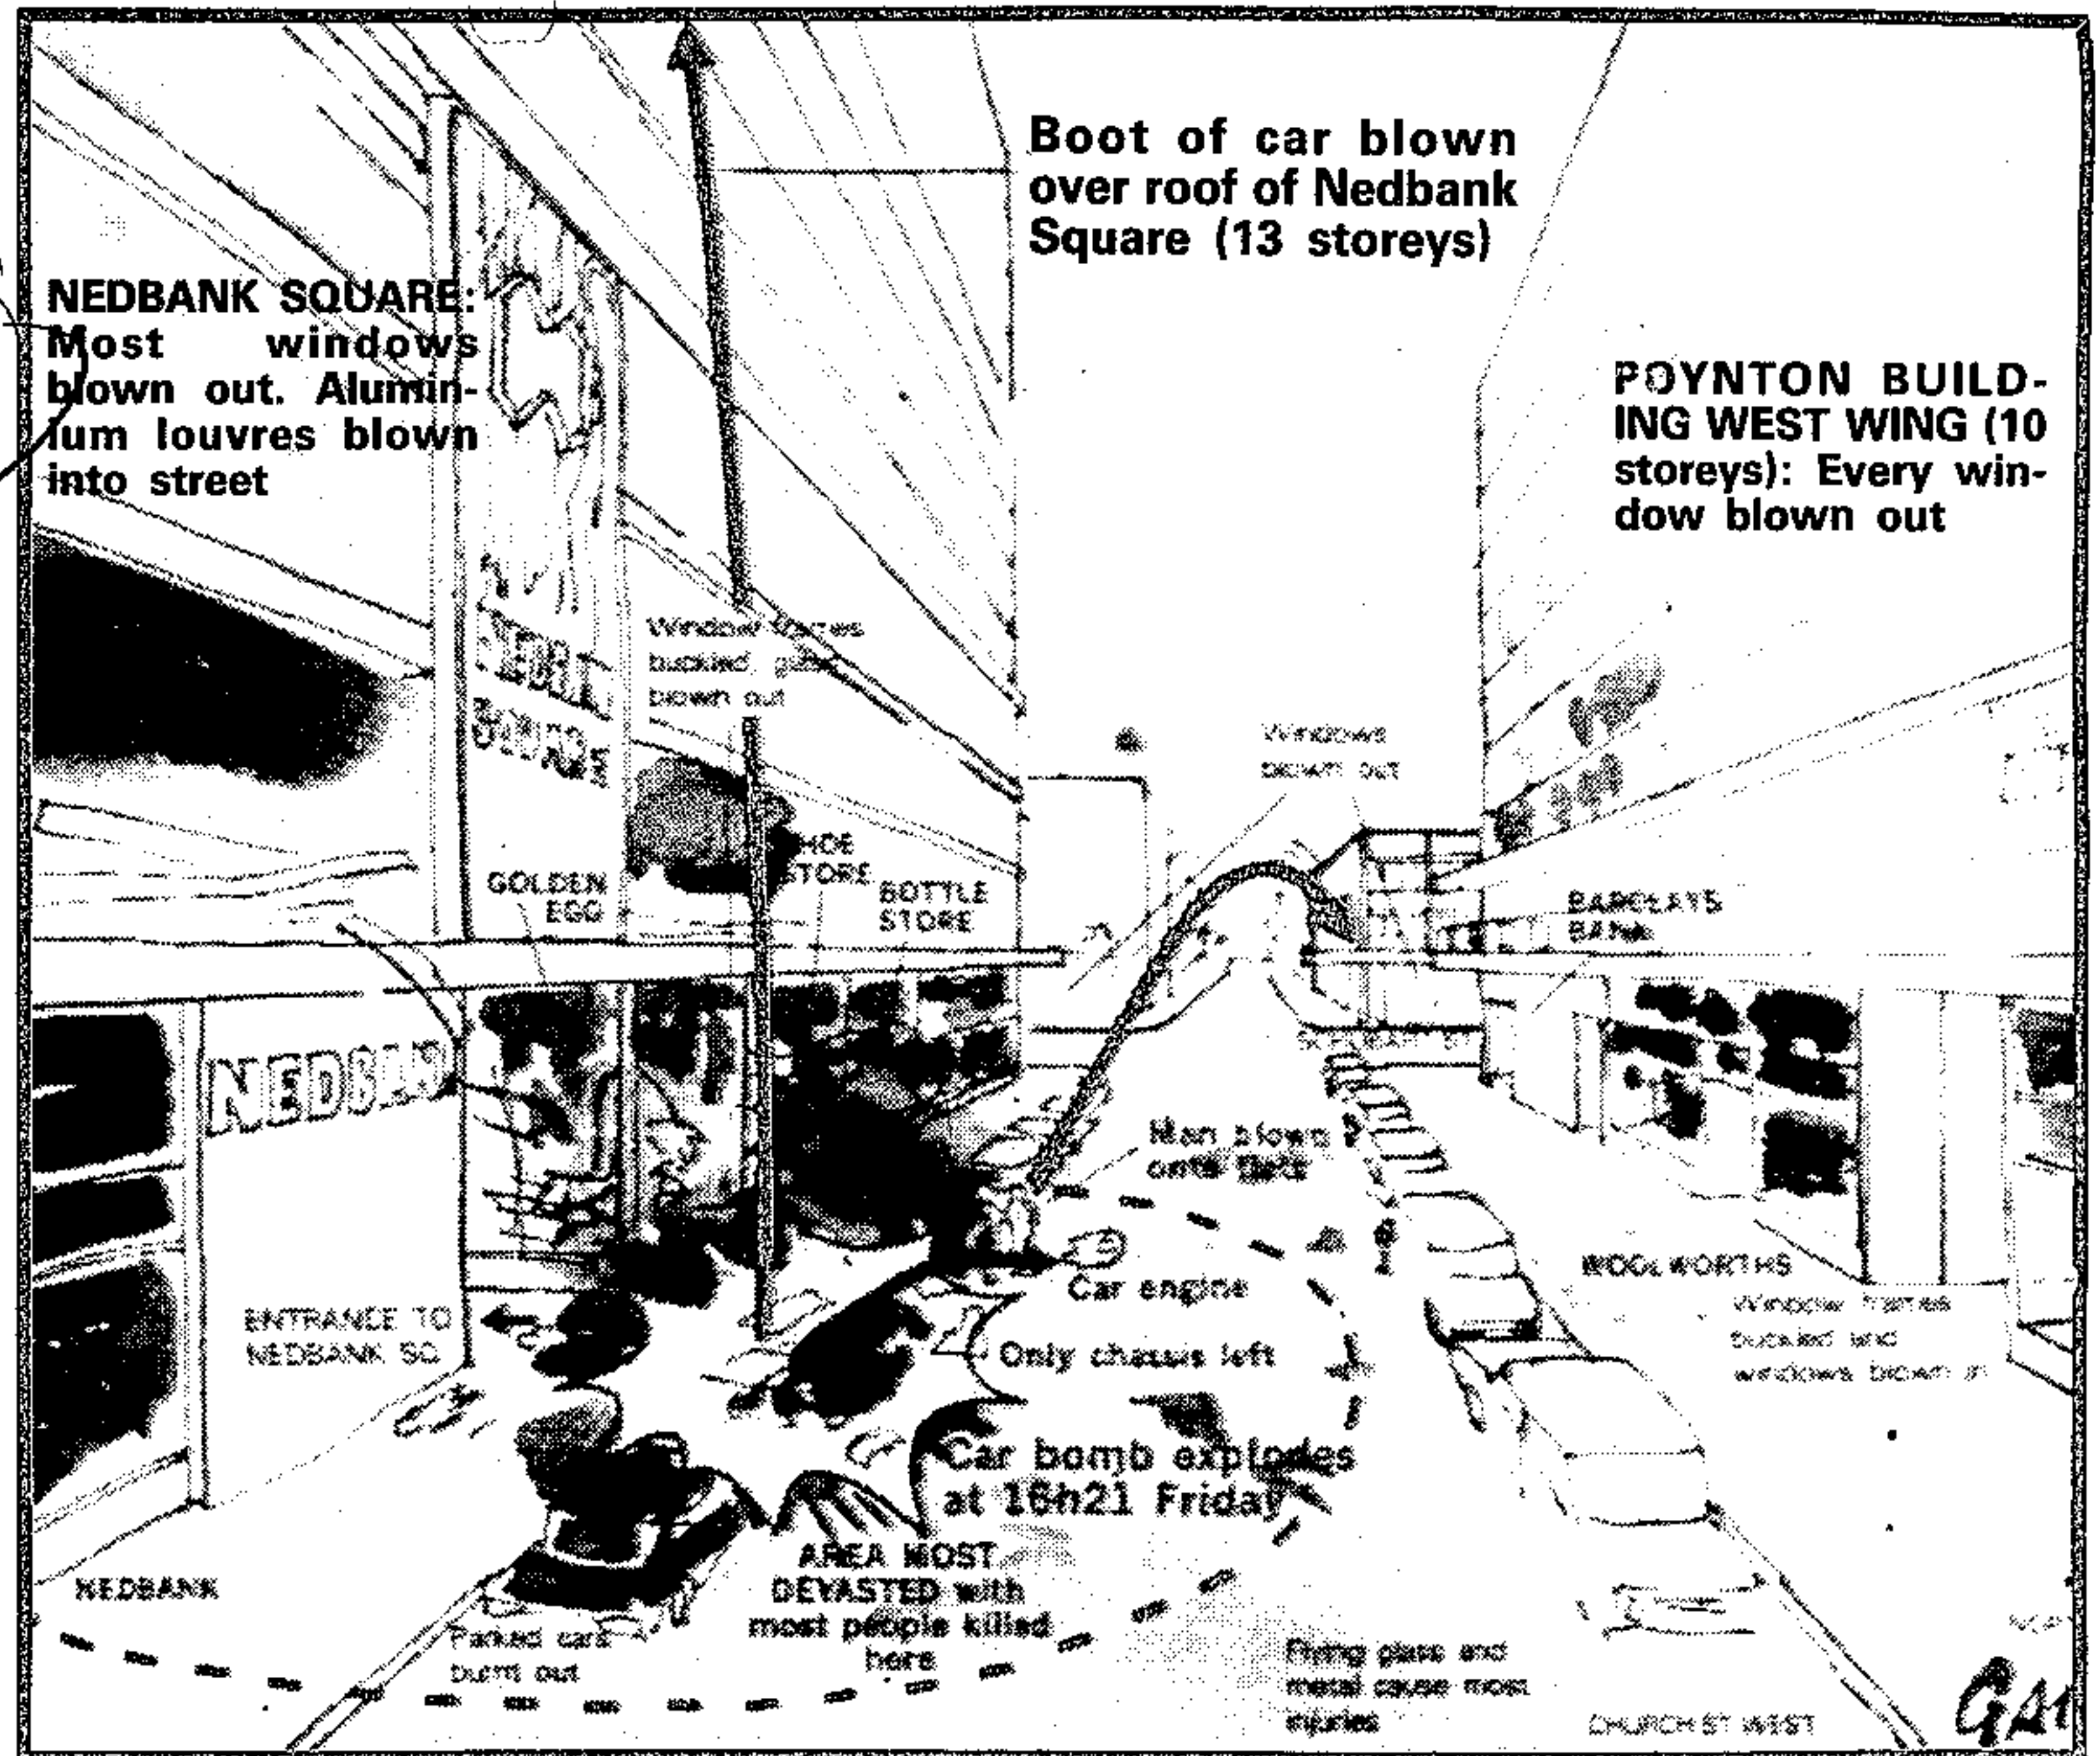 Boot of car blown
over roof of Nedbank
Square (13 storeys)
NEDBANK SQUARE:
Most windows
blown out. Alumin-
ium louvres blown
into street
POYNTON BUILD-
ING WEST WING (10
storeys): Every win-
dow blown out
Window frames
buckled, glass
blown out
Windows
blown out
SHOE
STORE
GOLDEN
EGG
BOTTLE
STORE
BARCLAYS
BANK
NEDBANK
Man blown
onto flats
Car engine
WOOLWORTHS
Window frames
buckled and
windows blown in
ENTRANCE TO
NEDBANK SQ
Only chassis left
Car bomb explodes
at 16h21 Friday
AREA MOST
DEVASTED with
most people killed
here
NEDBANK
Parked cars
burnt out
Flying glass and
metal cause most
injuries
CHURCH ST WEST